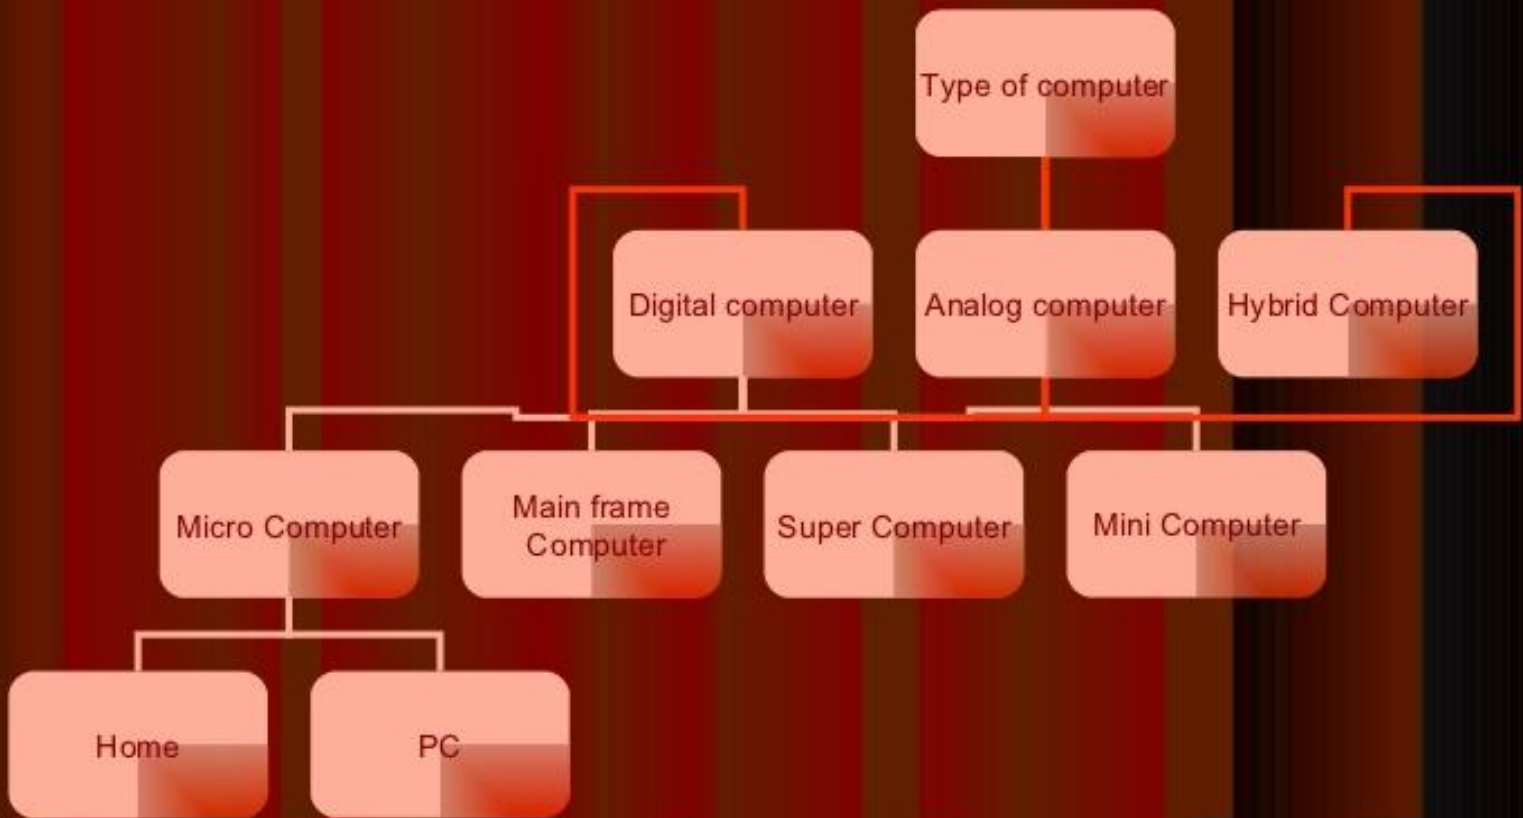 Type of computer
Digital computer
Analog computer
Hybrid Computer
Micro Computer
Main frame
Computer
Super Computer
Mini Computer
Home
PC